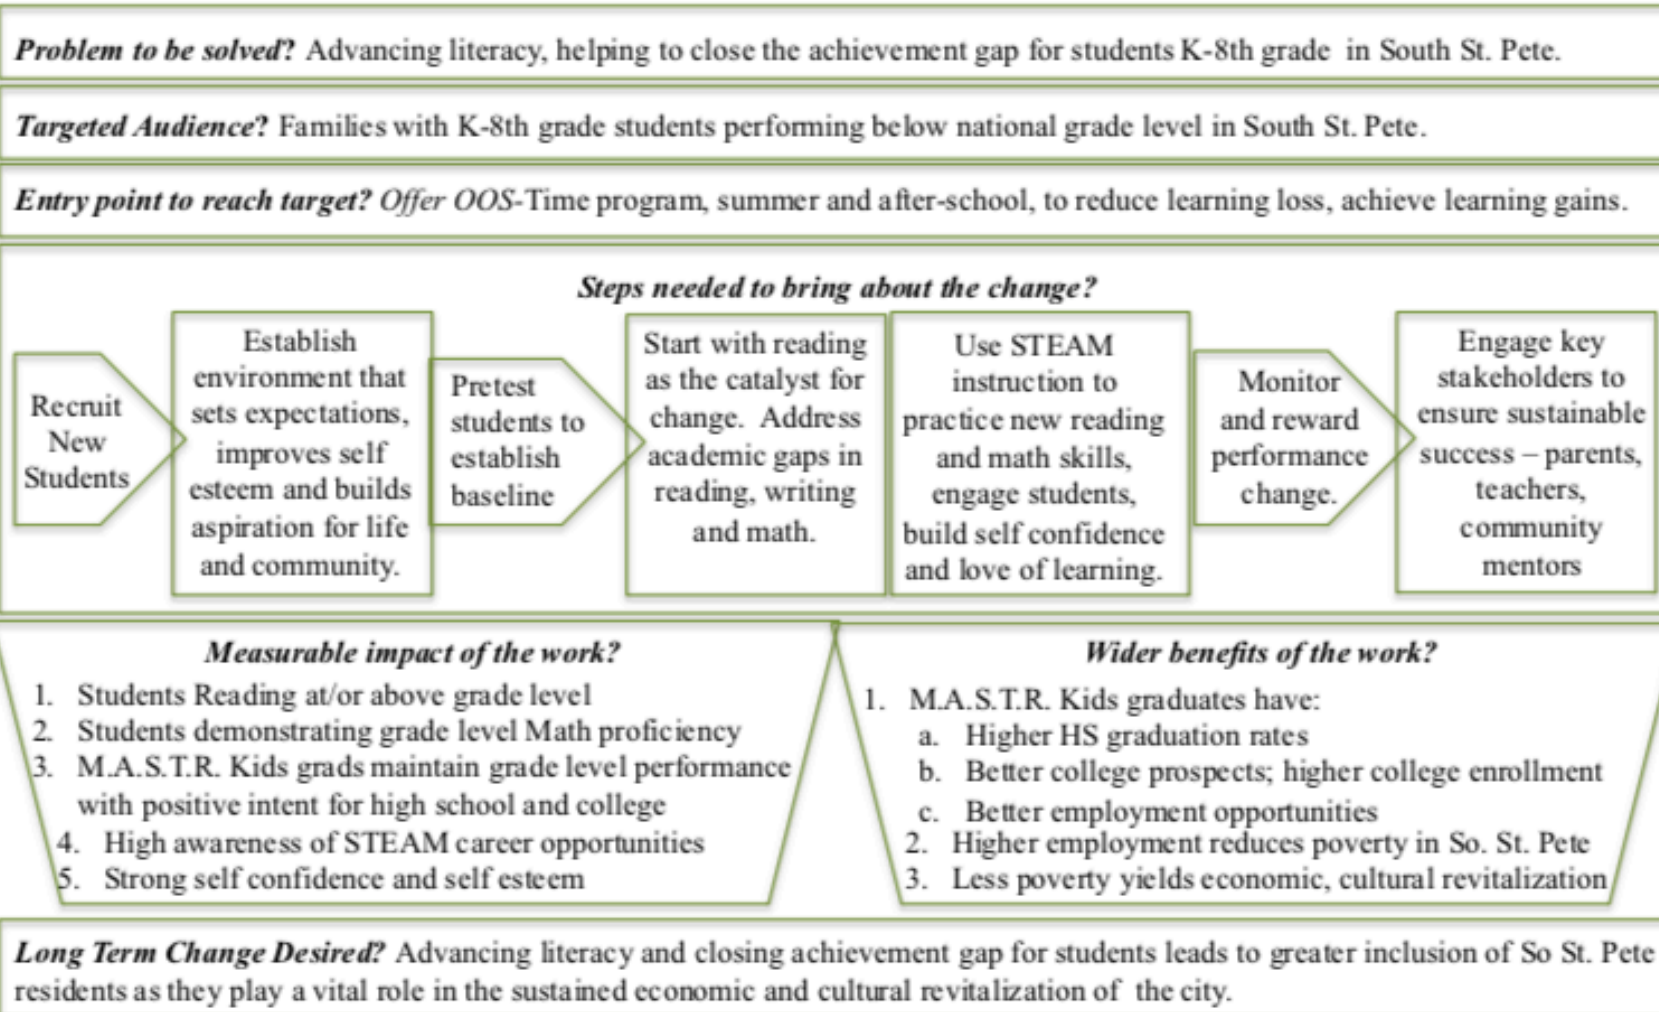 Problem to be solved? Advancing literacy, helping to close the achievement gap for students K-8th grade in South St. Pete.
Targeted Audience? Families with K-8th grade students performing below national grade level in South St. Pete.
Entry point to reach target? Offer OOS-Time program, summer and after-school, to reduce learning loss, achieve learning gains.
Steps needed to bring about the change?
Recruit
New
Students
Establish
environment that
sets expectations,
improves self
esteem and builds
aspiration for life
and community.
Pretest
students to
establish
baseline
Start with reading
as the catalyst for
change. Address
academic gaps in
reading, writing
and math.
Use STEAM
instruction to
practice new reading
and math skills,
engage students,
build self confidence
and love of learning.
Monitor
and reward
performance
change.
Engage key
stakeholders to
ensure sustainable
success – parents,
teachers,
community
mentors
Measurable impact of the work?
1. Students Reading at/or above grade level
2. Students demonstrating grade level Math proficiency
3. M.A.S.T.R. Kids grads maintain grade level performance
with positive intent for high school and college
4. High awareness of STEAM career opportunities
5. Strong self confidence and self esteem
Wider benefits of the work?
1. M.A.S.T.R. Kids graduates have:
a. Higher HS graduation rates
b. Better college prospects; higher college enrollment
c. Better employment opportunities
2. Higher employment reduces poverty in So. St. Pete
3. Less poverty yields economic, cultural revitalization
Long Term Change Desired? Advancing literacy and closing achievement gap for students leads to greater inclusion of So St. Pete
residents as they play a vital role in the sustained economic and cultural revitalization of the city.